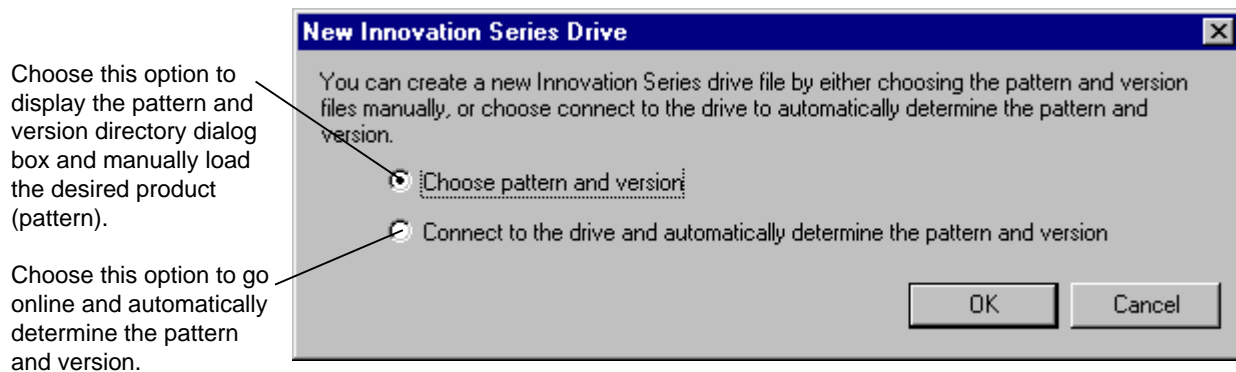 New Innovation Series Drive
Choose this option to
display the pattern and
version directory dialog
box and manually load
the desired product
(pattern).
Choose this option to go
online and automatically
determine the pattern
and version.
You can create a new Innovation Series drive file by either choosing the pattern and version
files manually, or choose connect to the drive to automatically determine the pattern and
version.
Choose pattern and version
Connect to the drive and automatically determine the pattern and version
OK
Cancel